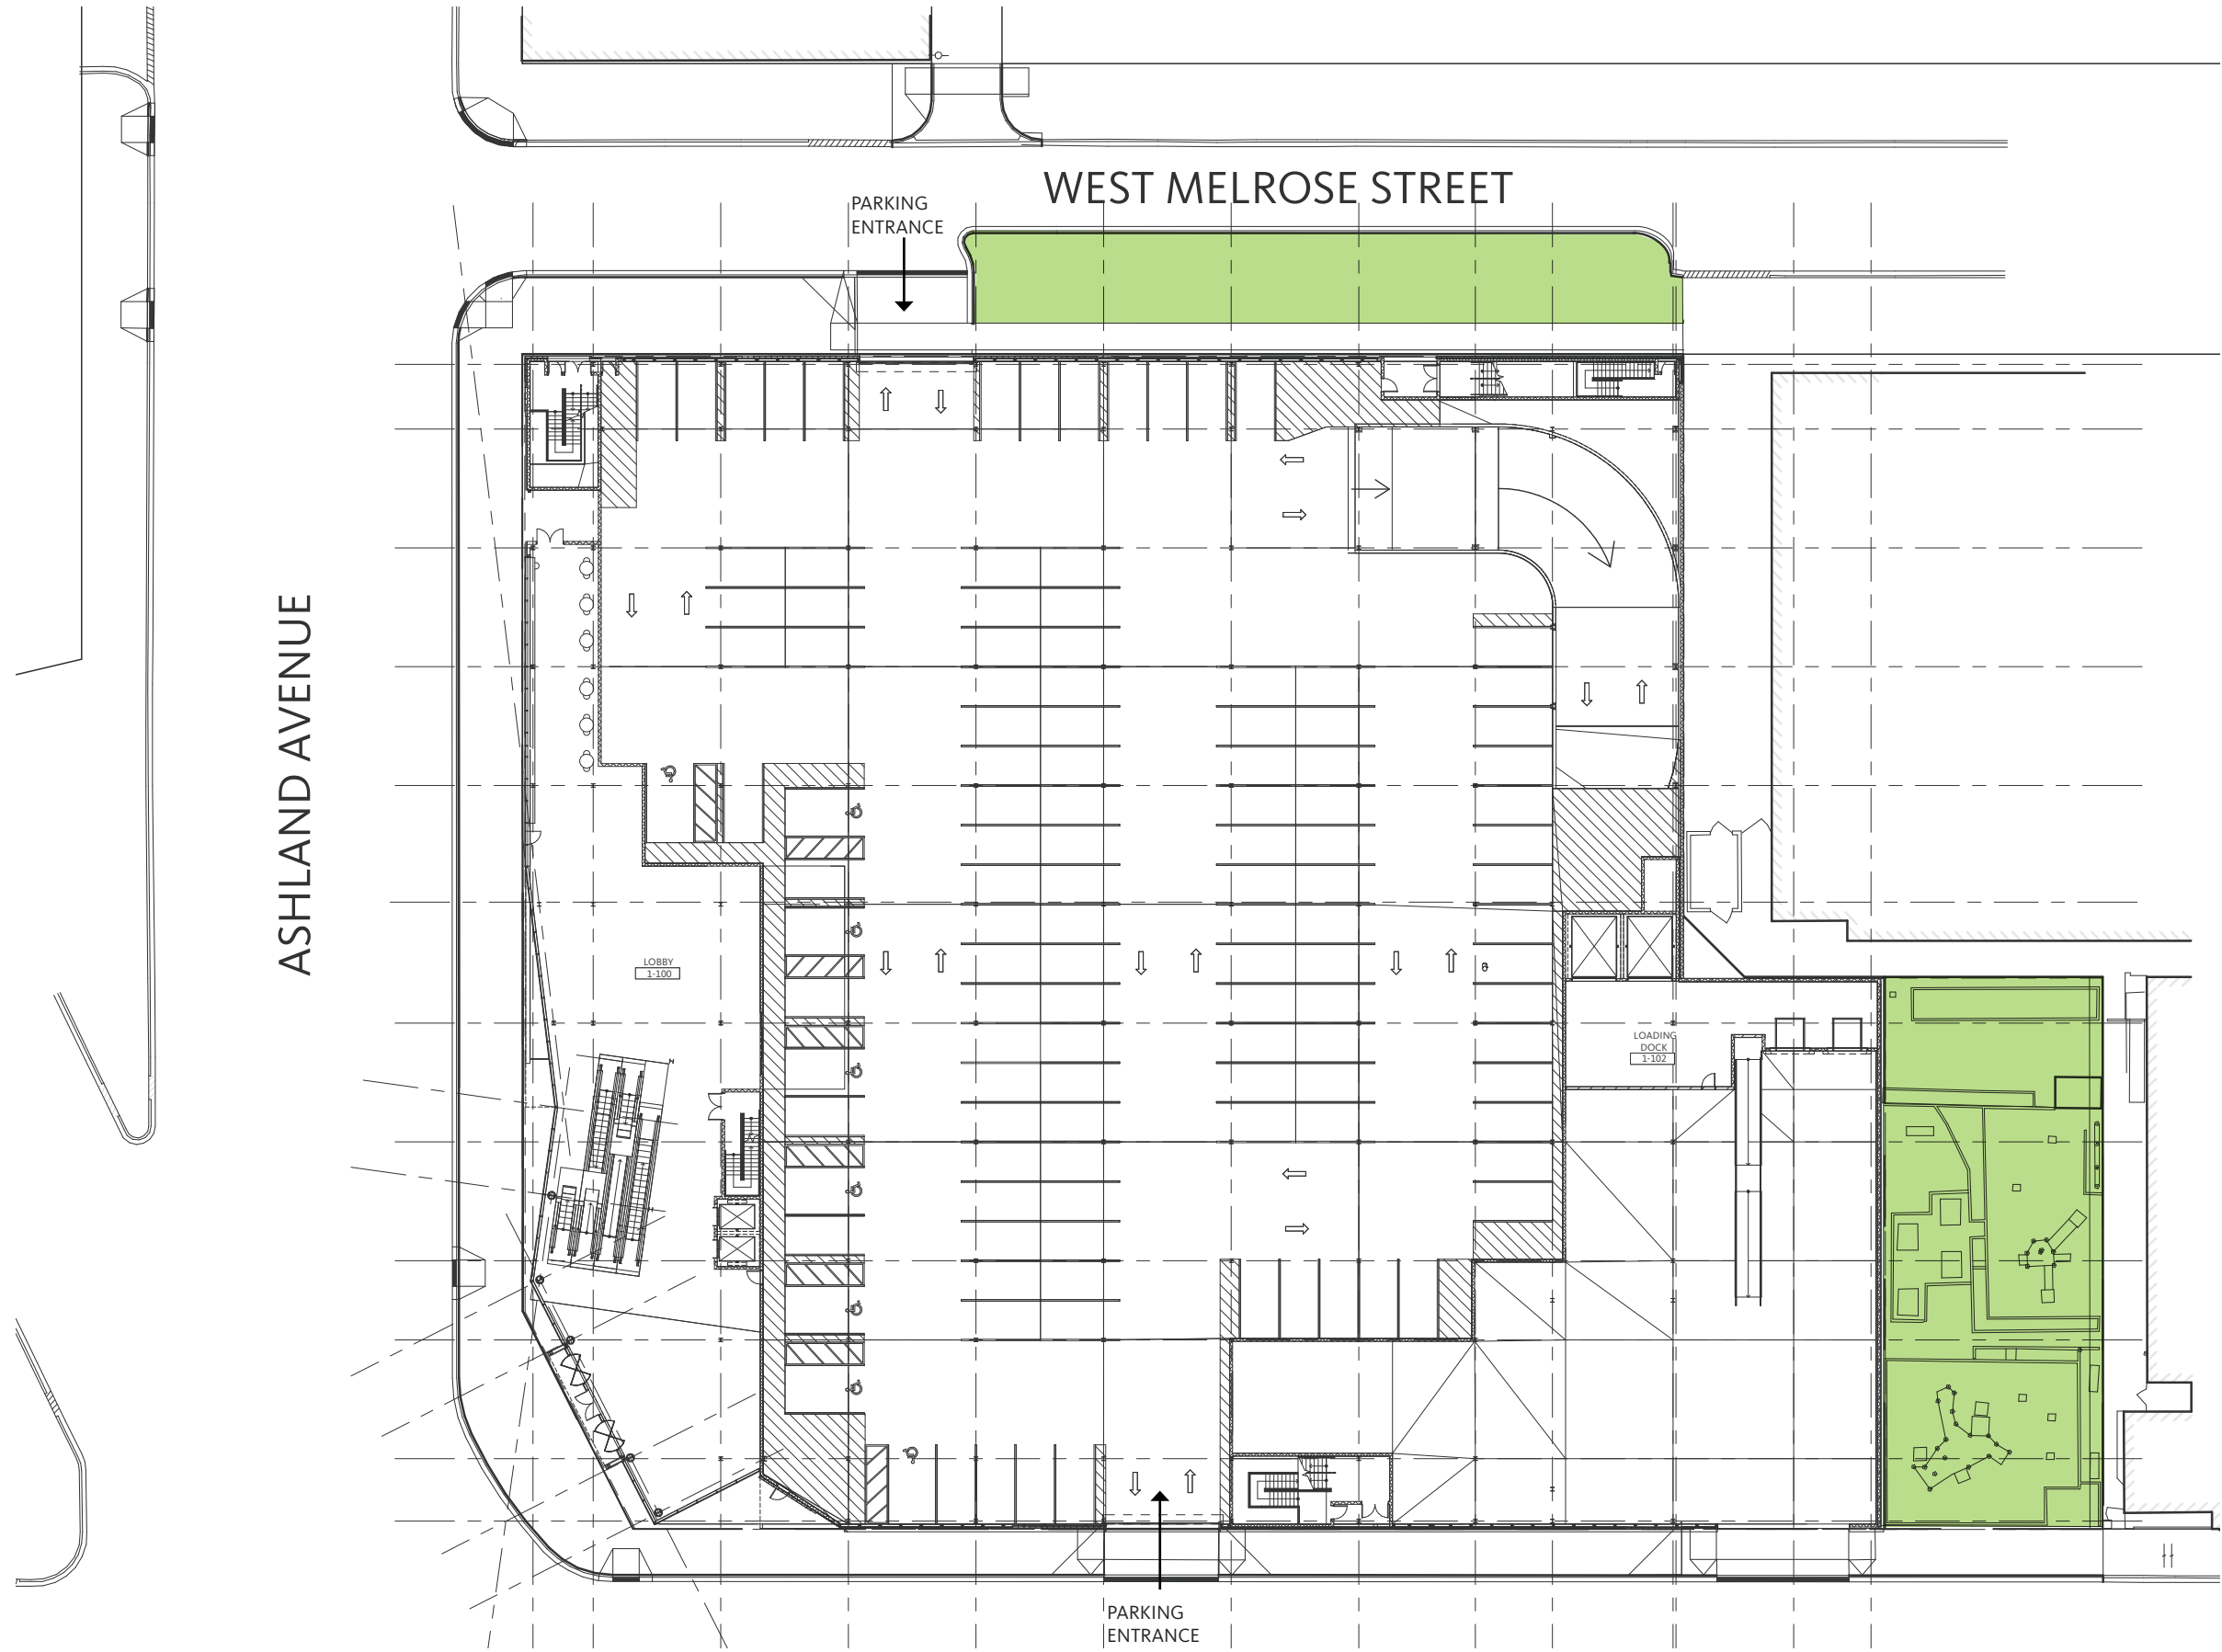 WEST MELROSE STREET
PARKING
ENTRANCE
ASHLAND AVENUE
LOBBY
1-100
LOADING
DOCK
1-102
PARKING
ENTRANCE